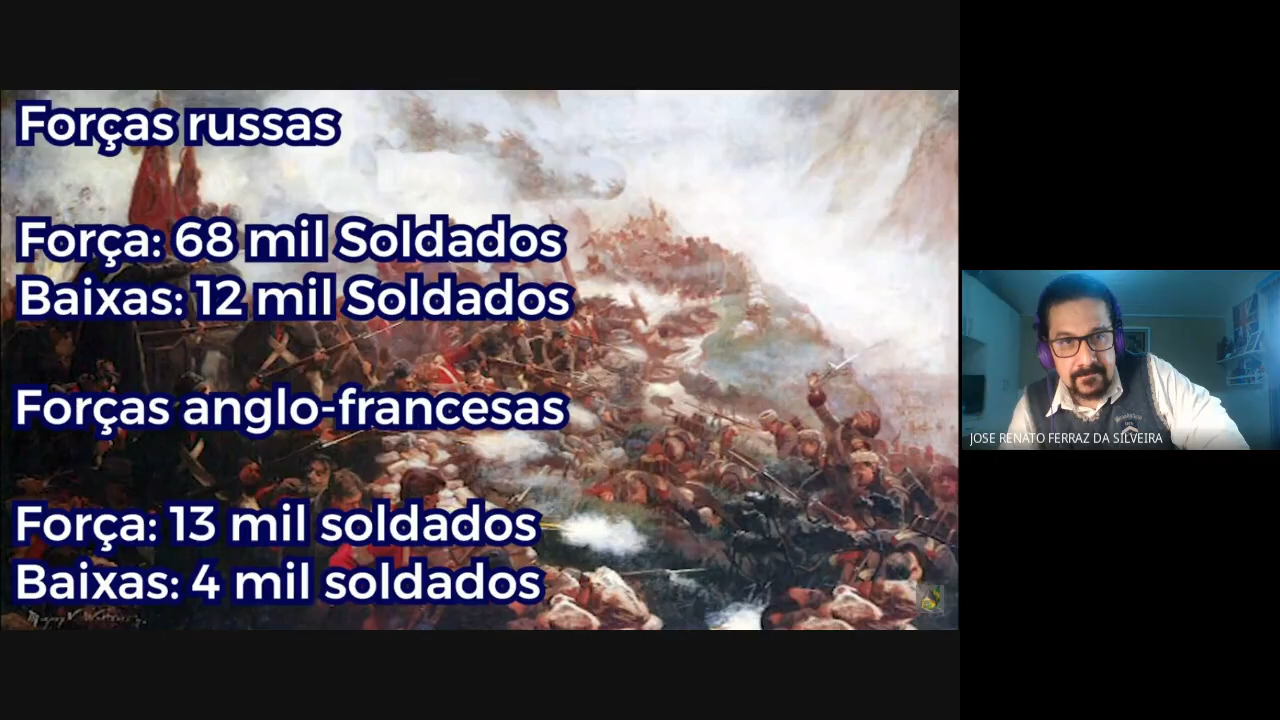 Forças russas
Força: 68 mil Soldados
Baixas: 12 mil Soldados
Forças anglo-francesas
Força: 13 mil soldados
Baixas: 4 mil soldados
JOSE RENATO FERRAZ DA SILVEIRA